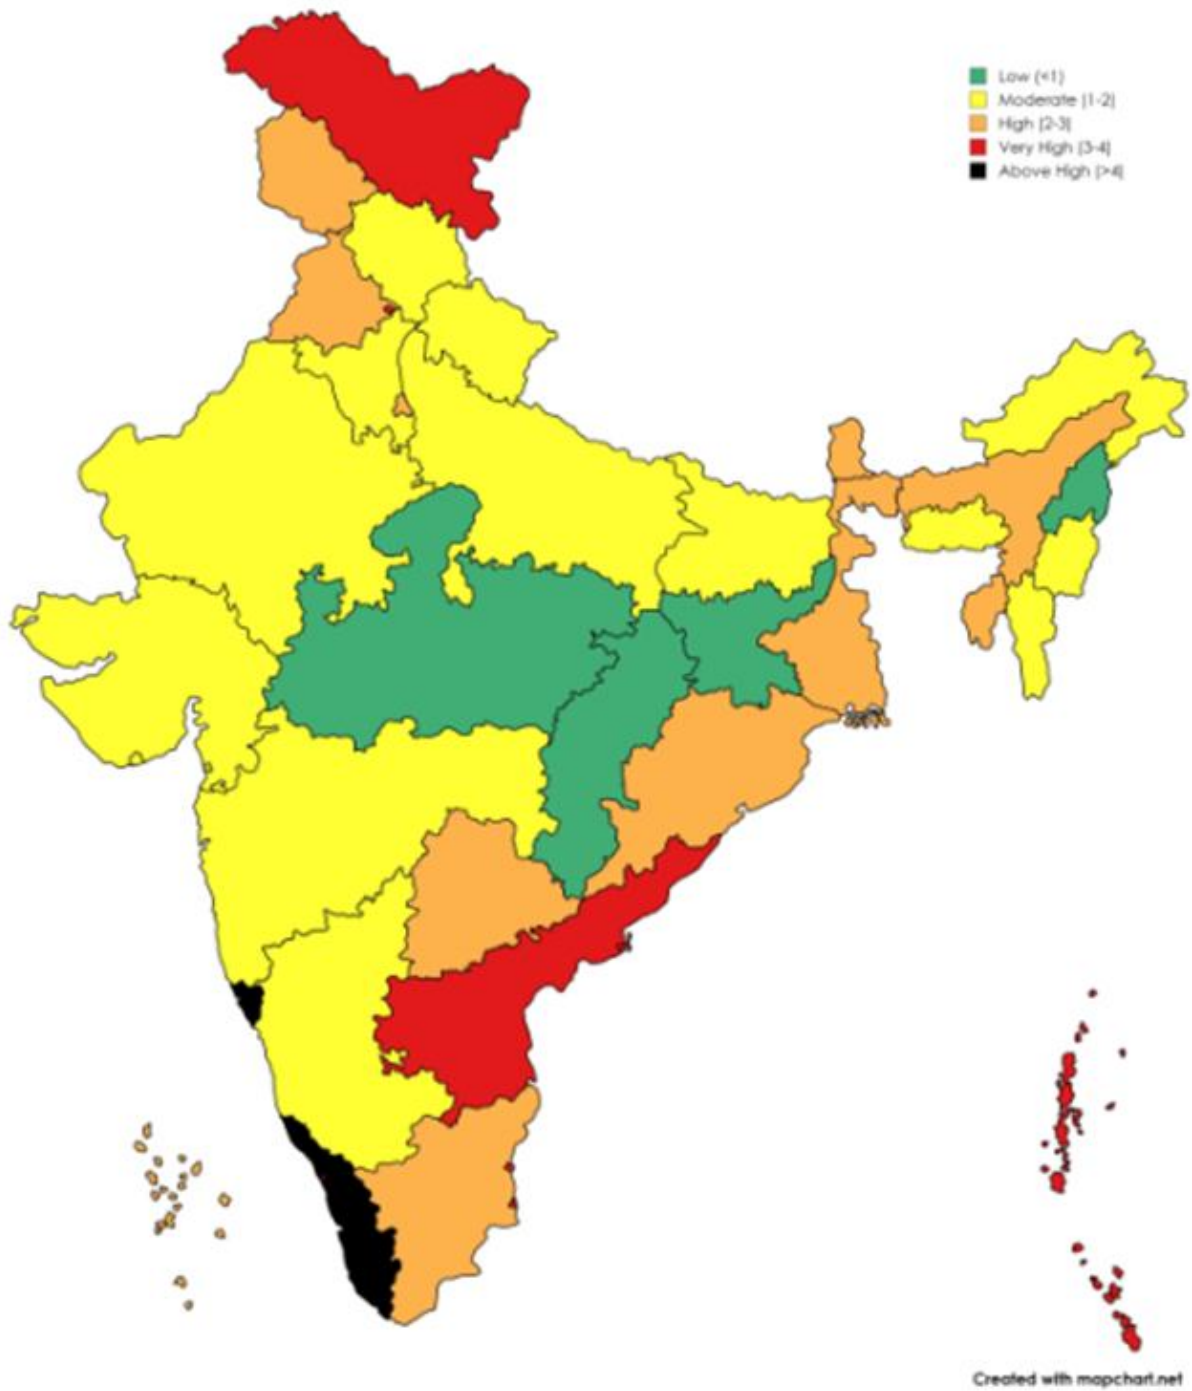 Low (<1)
Moderate (1-2)
High (2-3)
Very High (3-4)
Above High (>4)
Created with mapchart.net